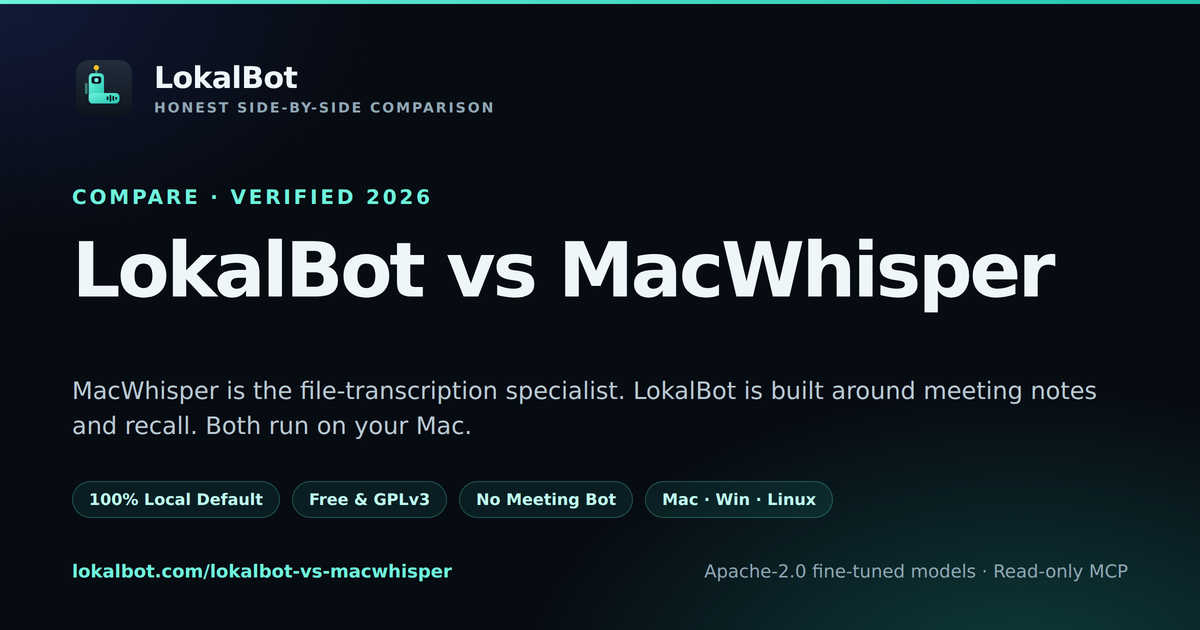 LokalBot
HONEST SIDE-BY-SIDE COMPARISON
COMPARE · VERIFIED 2026
LokalBot vs MacWhisper
MacWhisper is the file-transcription specialist. LokalBot is built around meeting notes
and recall. Both run on your Mac.
100% Local Default
Free & GPLv3
No Meeting Bot
Mac · Win · Linux
lokalbot.com/lokalbot-vs-macwhisper
Apache-2.0 fine-tuned models · Read-only MCP